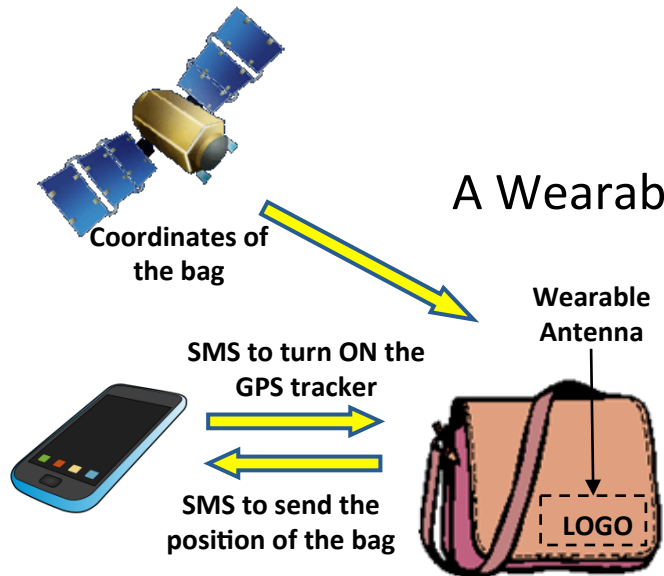 A Wearab
Coordinates of
the bag
Wearable
Antenna
SMS to turn ON the
GPS tracker
SMS to send the
position of the bag
LOGO